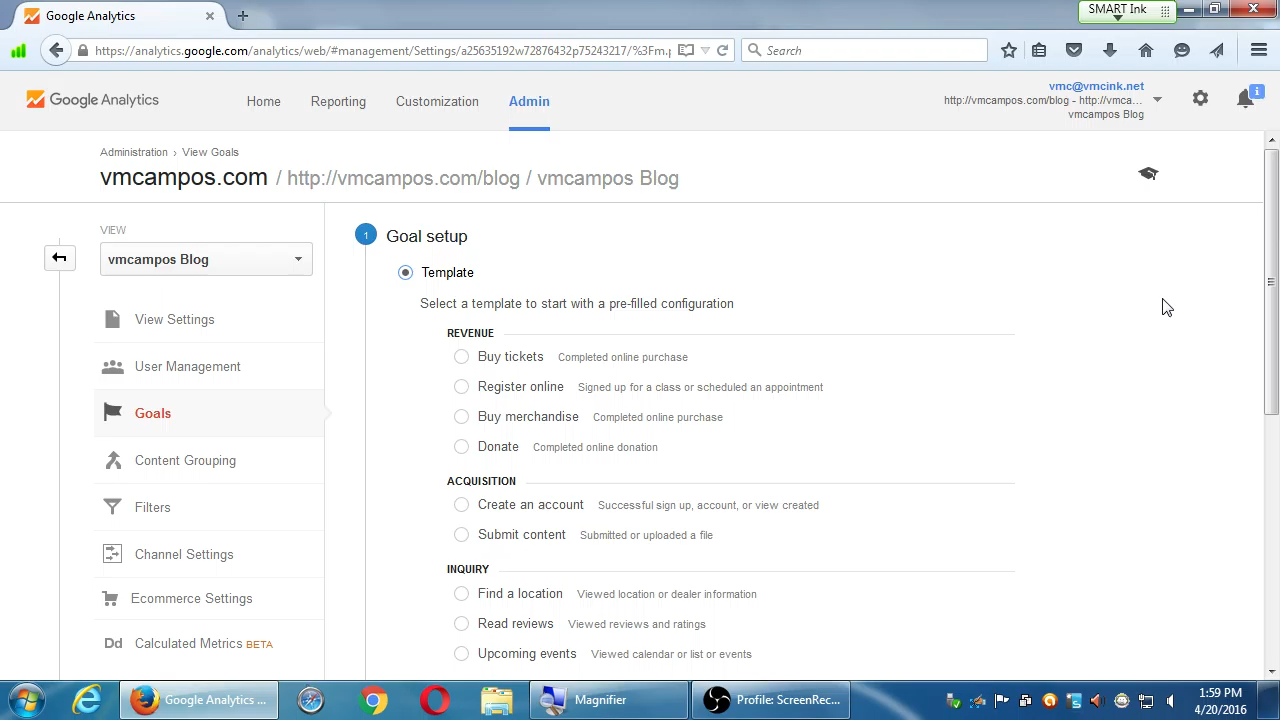 Google Analytics
SMART Ink
https://analytics.google.com/analytics/web/#management/Settings/a25635192w72876432p75243217/%3Fm.p
Search
Google Analytics
Home
Reporting
Customization
Admin
vmc@vmcink.net
http://vmcampos.com/blog - http://vmca...
vmcampos Blog
Administration › View Goals
vmcampos.com / http://vmcampos.com/blog / vmcampos Blog
VIEW
vmcampos Blog
View Settings
User Management
Goals
Content Grouping
Filters
Channel Settings
Ecommerce Settings
Dd Calculated Metrics BETA
1 Goal setup
Template
Select a template to start with a pre-filled configuration
REVENUE
Buy tickets Completed online purchase
Register online Signed up for a class or scheduled an appointment
Buy merchandise Completed online purchase
Donate Completed online donation
ACQUISITION
Create an account Successful sign up, account, or view created
Submit content Submitted or uploaded a file
INQUIRY
Find a location Viewed location or dealer information
Read reviews Viewed reviews and ratings
Upcoming events Viewed calendar or list or events
Google Analytics ...
Magnifier
Profile: ScreenRec...
1:59 PM
4/20/2016